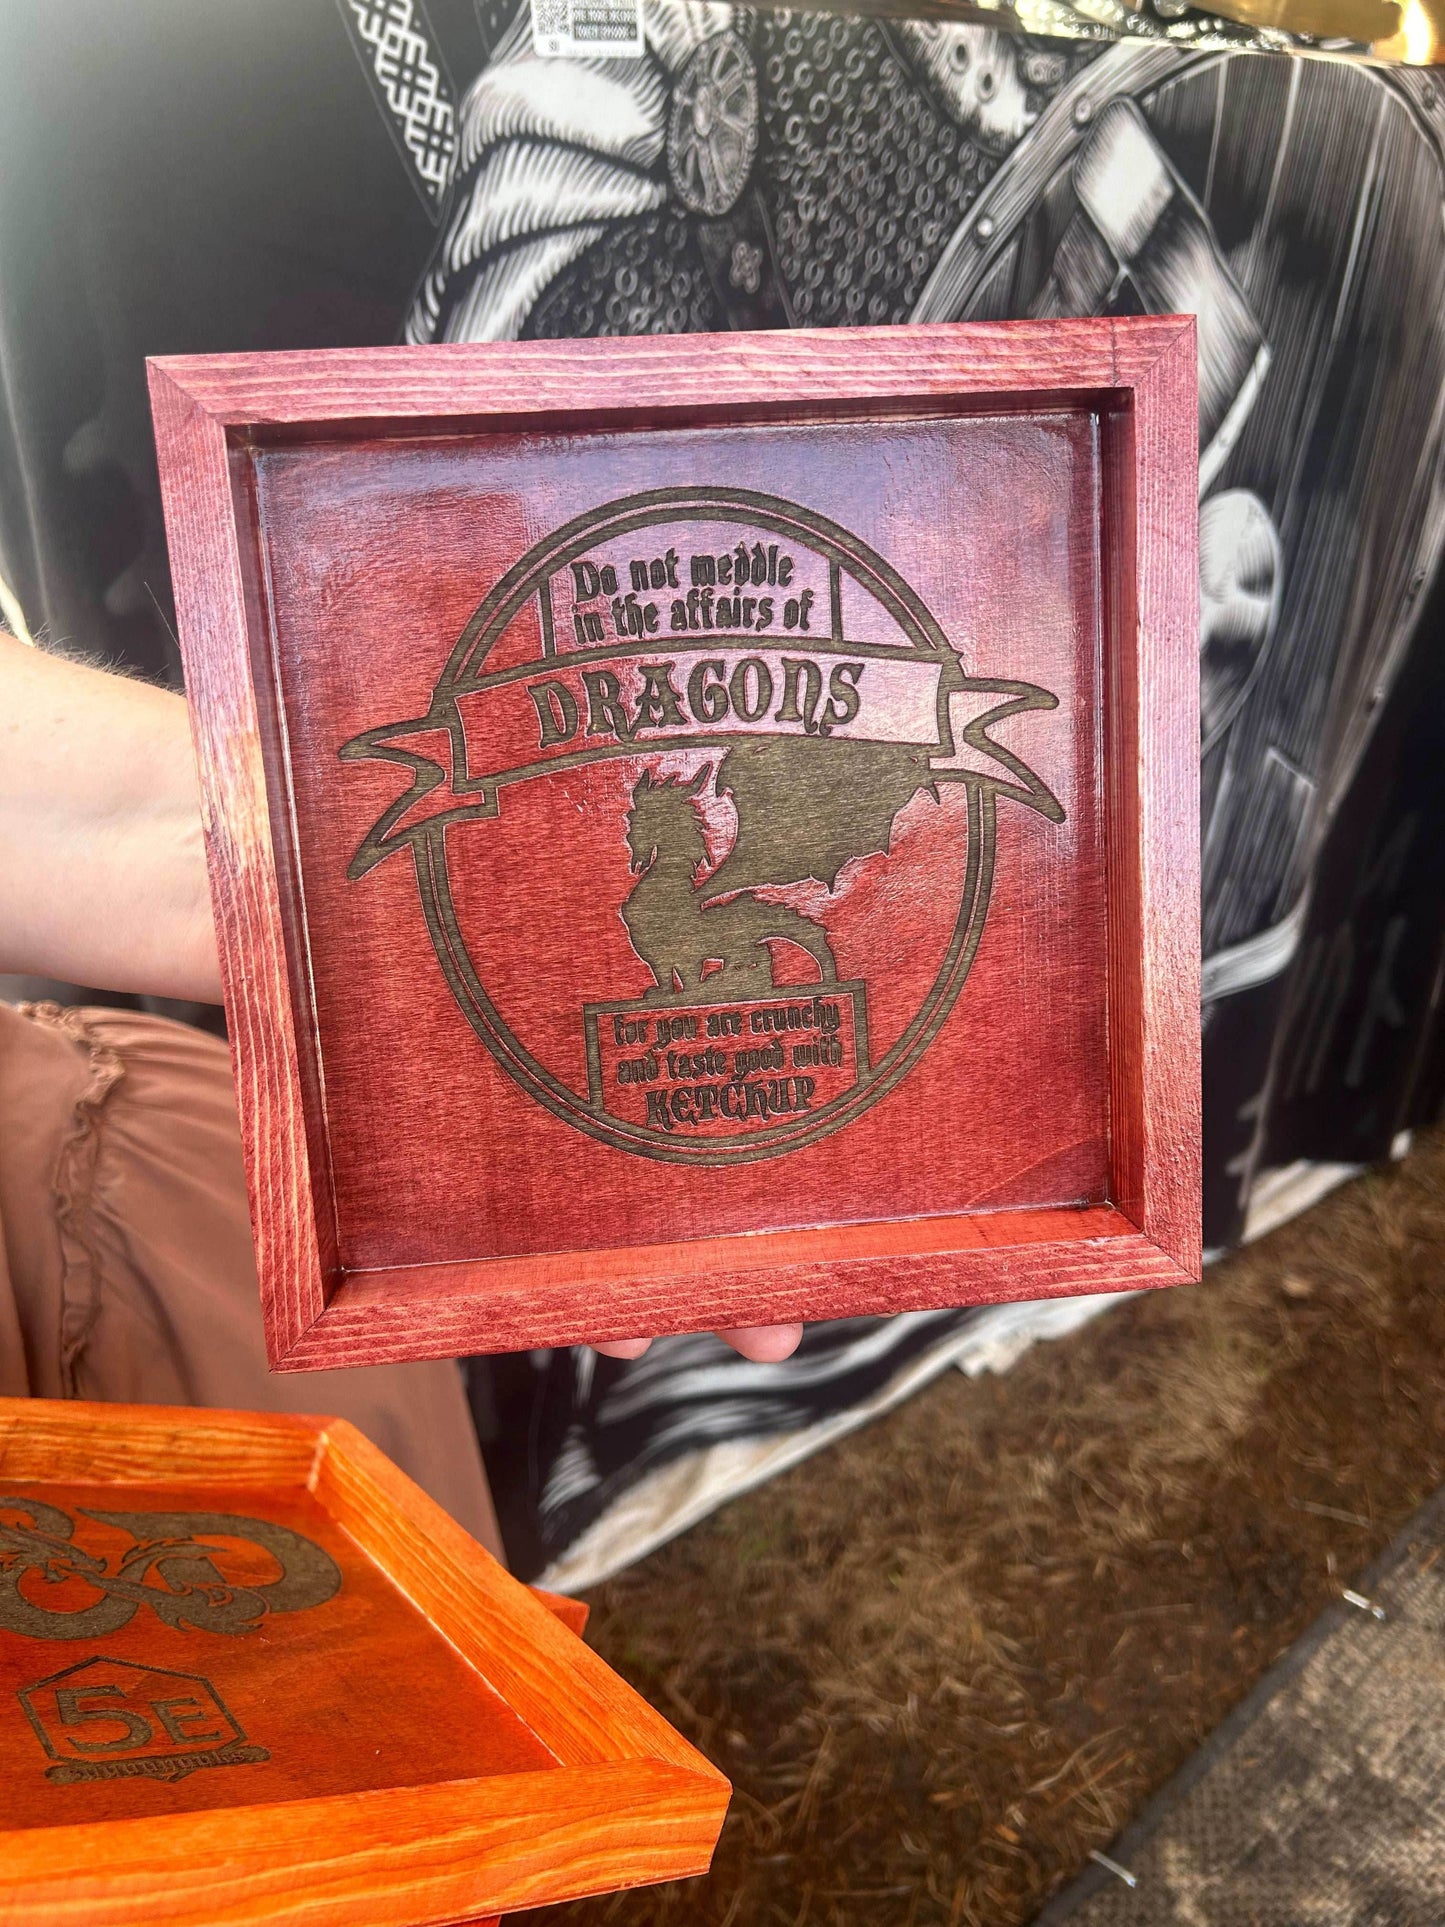 Do not meddle
in the affairs of
DRAGONS
for you are crunchy
and taste good with
KETCHUP
5E